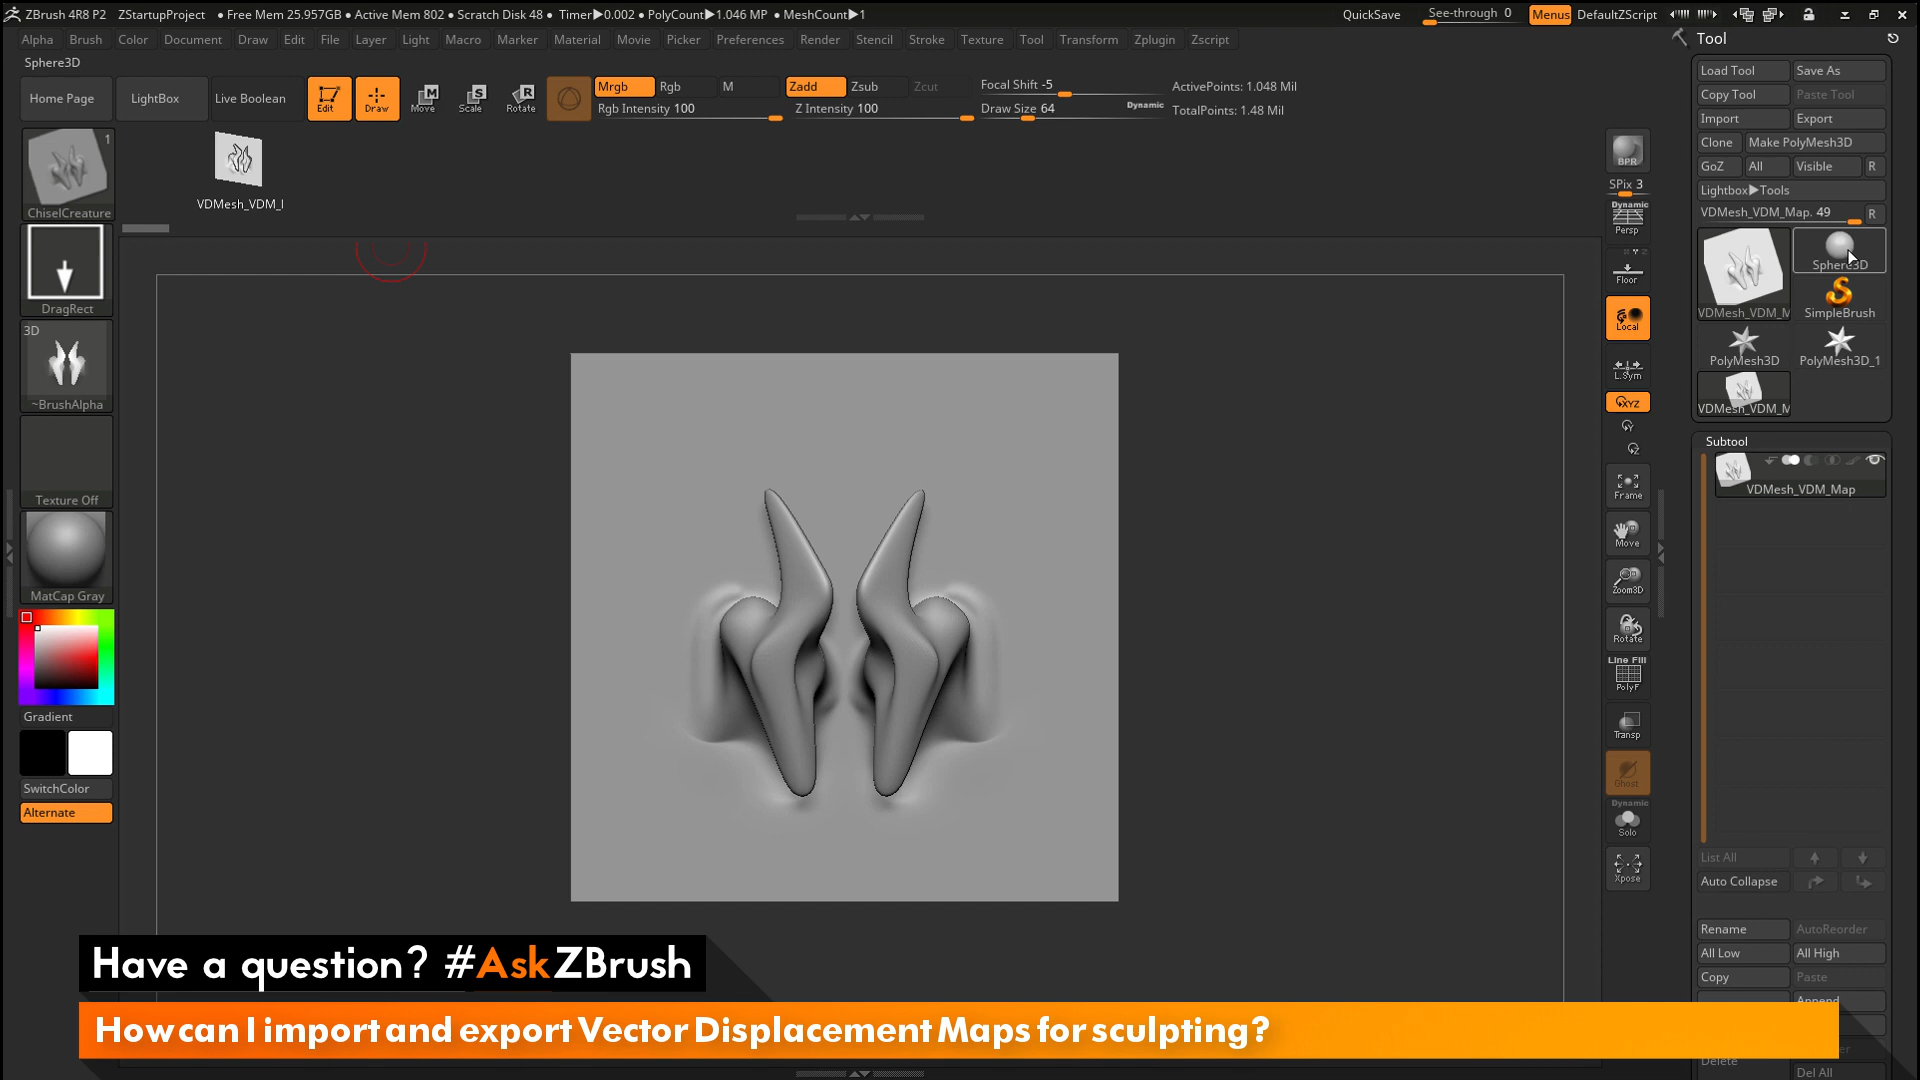 ZBrush 4R8 P2 ZStartupProject ● Free Mem 25.957GB ● Active Mem 802 ● Scratch Disk 48 ● Timer▶0.002 ● PolyCount▶1.046 MP ● MeshCount▶1 QuickSave See-through 0 Menus DefaultZScript
Alpha Brush Color Document Draw Edit File Layer Light Macro Marker Material Movie Picker Preferences Render Stencil Stroke Texture Tool Transform Zplugin Zscript
Tool
Sphere3D
Home Page LightBox Live Boolean Edit Draw Move Scale Rotate
M S R
Mrgb Rgb M Zadd Zsub Zcut Focal Shift -5 ActivePoints: 1.048 Mil
Rgb Intensity 100 Z Intensity 100 Draw Size 64 Dynamic TotalPoints: 1.48 Mil
Load Tool Save As
Copy Tool Paste Tool
Import Export
Clone Make PolyMesh3D
GoZ All Visible R
Lightbox▶Tools
VDMesh_VDM_Map. 49 R
VDMesh_VDM_M Sphere3D
SimpleBrush
PolyMesh3D PolyMesh3D_1
VDMesh_VDM_M
1
ChiselCreature
VDMesh_VDM_I
DragRect
3D
~BrushAlpha
Texture Off
MatCap Gray
Gradient
SwitchColor
Alternate
BPR
SPix 3
Dynamic
Persp
Floor
Local
L.Sym
XYZ
Y
Z
Frame
Move
Zoom3D
Rotate
Line Fill
PolyF
Transp
Ghost
Dynamic
Solo
Xpose
Subtool
VDMesh_VDM_Map
List All
Auto Collapse
Rename AutoReorder
All Low All High
Copy Paste
Append
Delete
Del All
Have a question? #AskZBrush
How can I import and export Vector Displacement Maps for sculpting?